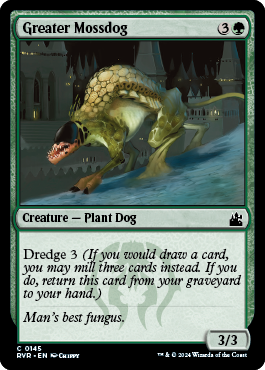 Greater Mossdog 3
Creature — Plant Dog
Dredge 3 (If you would draw a card,
you may mill three cards instead. If you
do, return this card from your graveyard
to your hand.)
Man's best fungus.
3/3
C 0145
RVR • EN Chippy
™ & © 2024 Wizards of the Coast